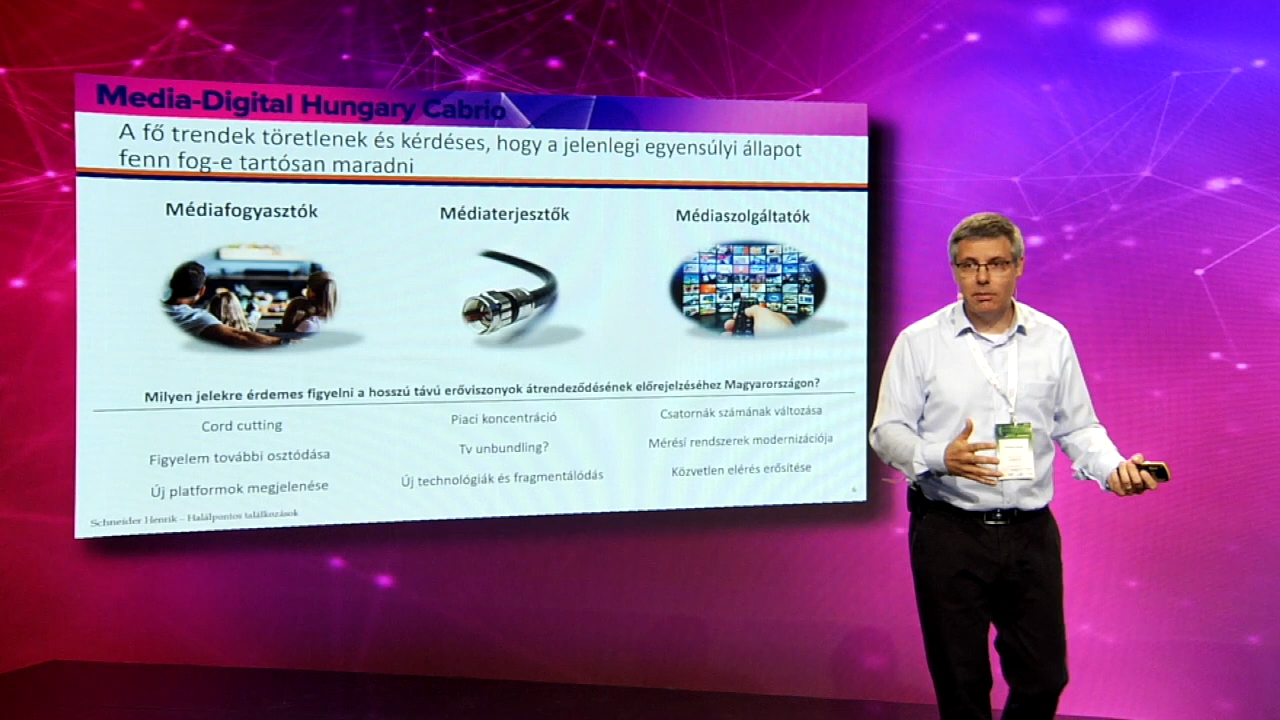 Media-Digital Hungary Cabrio
A fő trendek töretlenek és kérdéses, hogy a jelenlegi egyensúlyi állapot
fenn fog-e tartósan maradni
Médiafogyasztók
Médiaterjesztők
Médiaszolgáltatók
Milyen jelekre érdemes figyelni a hosszú távú erőviszonyok átrendeződésének előrejelzéséhez Magyarországon?
Cord cutting
Piaci koncentráció
Csatornák számának változása
Figyelem további osztódása
Tv unbundling?
Mérési rendszerek modernizációja
Új platformok megjelenése
Új technológiák és fragmentálódás
Közvetlen elérés erősítése
Schneider Henrik – Halálpontos találkozások